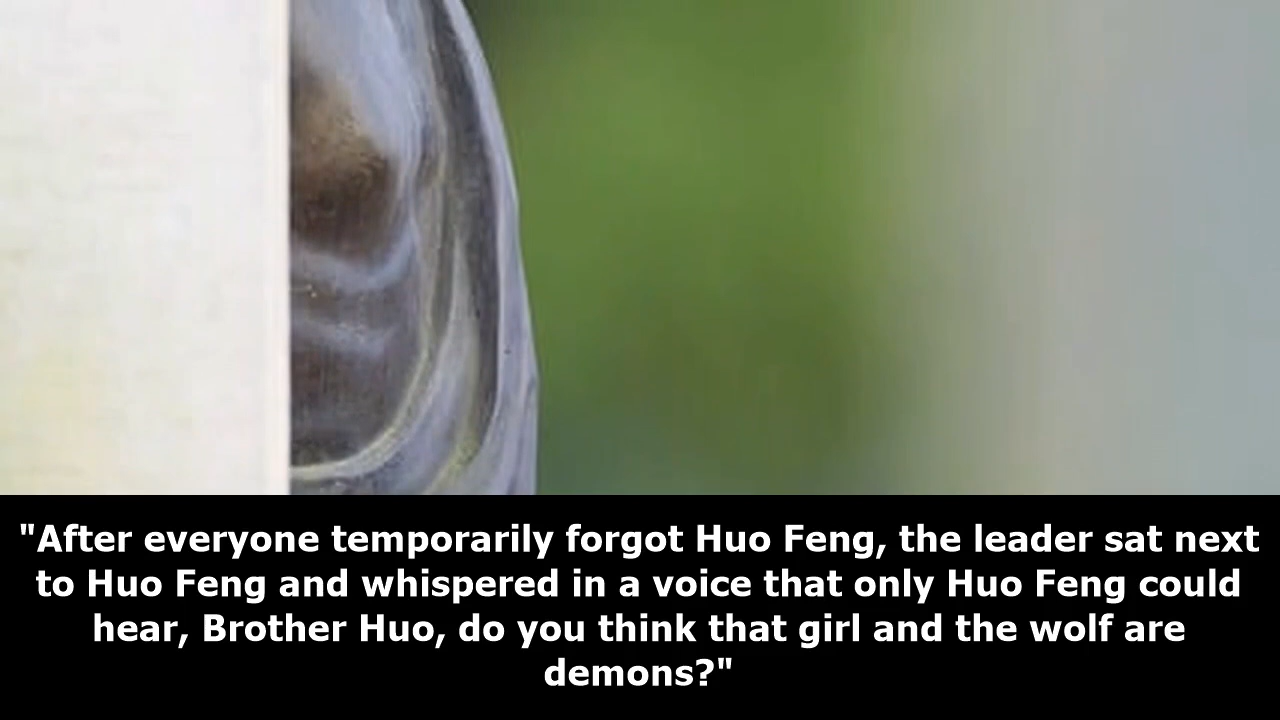 "After everyone temporarily forgot Huo Feng, the leader sat next
to Huo Feng and whispered in a voice that only Huo Feng could
hear, Brother Huo, do you think that girl and the wolf are
demons?"